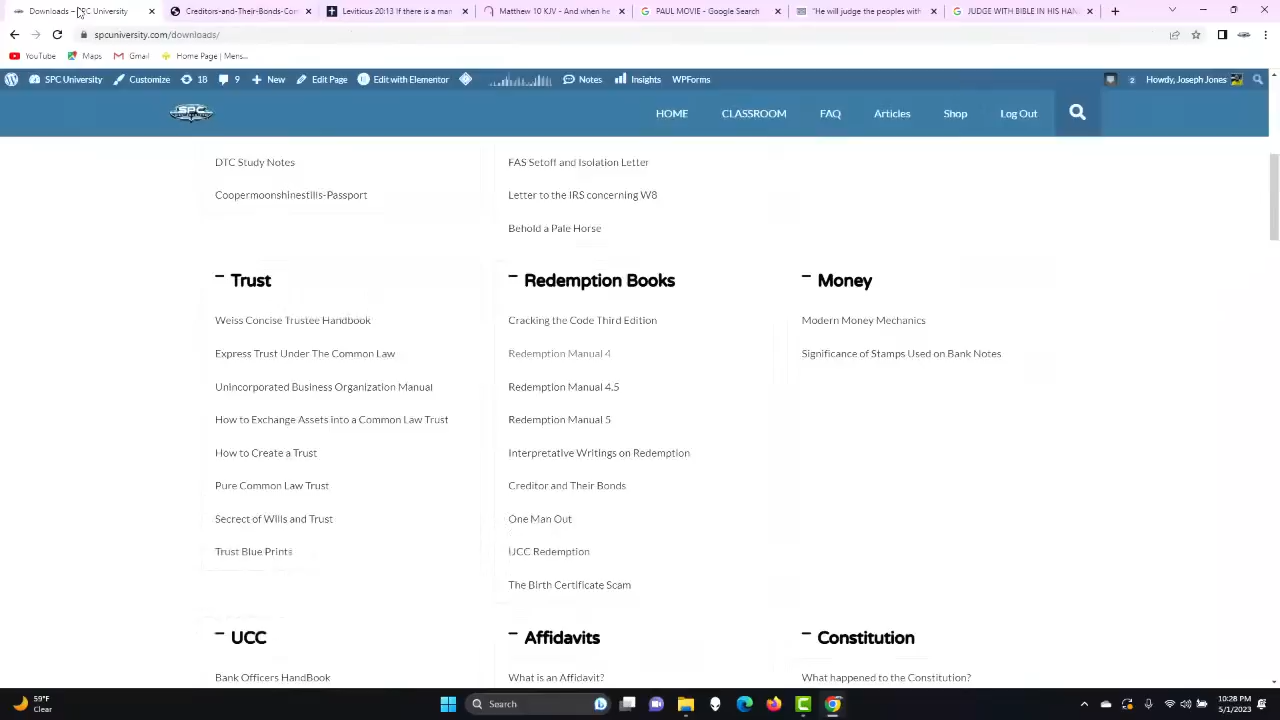 Downloads - SPC University
Creditors-and-Their-Bonds-Com
Leviticus 20:13 If there is a man
Matthew 10 KJV - And when he
PAUL MOVIE - Google Search
"He will judge the peoples with
JUDGE WITH BIBLE IN HIS HAN
spcuniversity.com/downloads/
YouTube
Maps
Gmail
Home Page | Mens...
SPC University
Customize
18
9
New
Edit Page
Edit with Elementor
Notes
Insights
WPForms
2
Howdy, Joseph Jones
SPC
HOME
CLASSROOM
FAQ
Articles
Shop
Log Out
DTC Study Notes
Coopermoonshinestills-Passport
FAS Setoff and Isolation Letter
Letter to the IRS concerning W8
Behold a Pale Horse
Trust
Weiss Concise Trustee Handbook
Express Trust Under The Common Law
Unincorporated Business Organization Manual
How to Exchange Assets into a Common Law Trust
How to Create a Trust
Pure Common Law Trust
Secrect of Wills and Trust
Trust Blue Prints
Redemption Books
Cracking the Code Third Edition
Redemption Manual 4
Redemption Manual 4.5
Redemption Manual 5
Interpretative Writings on Redemption
Creditor and Their Bonds
One Man Out
UCC Redemption
The Birth Certificate Scam
Money
Modern Money Mechanics
Significance of Stamps Used on Bank Notes
UCC
Bank Officers HandBook
Affidavits
What is an Affidavit?
Constitution
What happened to the Constitution?
59°F
Clear
Search
10:28 PM
5/1/2023